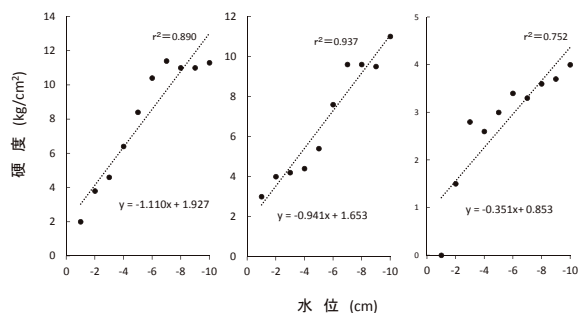 硬 度 (kg/cm²)
14
12
10
8
6
4
2
0
0 -2 -4 -6 -8 -10
r²=0.890
y = -1.110x + 1.927
12
10
8
6
4
2
0
0 -2 -4 -6 -8 -10
r²=0.937
y = -0.941x + 1.653
5
4
3
2
1
0
0 -2 -4 -6 -8 -10
r²=0.752
y = -0.351x+ 0.853
水 位 (cm)